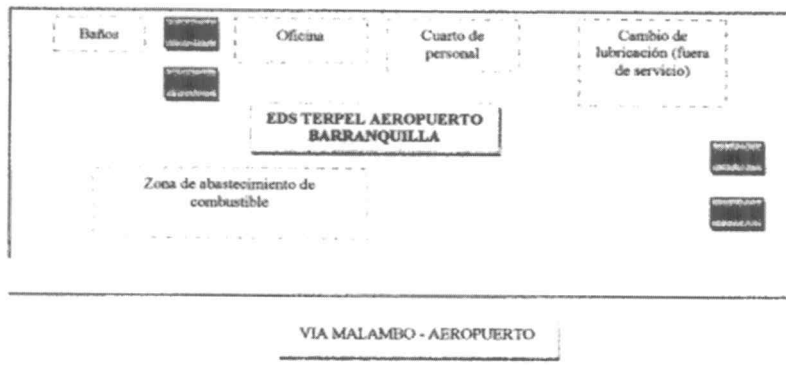 Baños
Oficina
Cuarto de
personal
Cambio de
lubricación (fuera
de servicio)
EDS TERPEL AEROPUERTO
BARRANQUILLA
Zona de abastecimiento de
combustible
VIA MALAMBO - AEROPUERTO